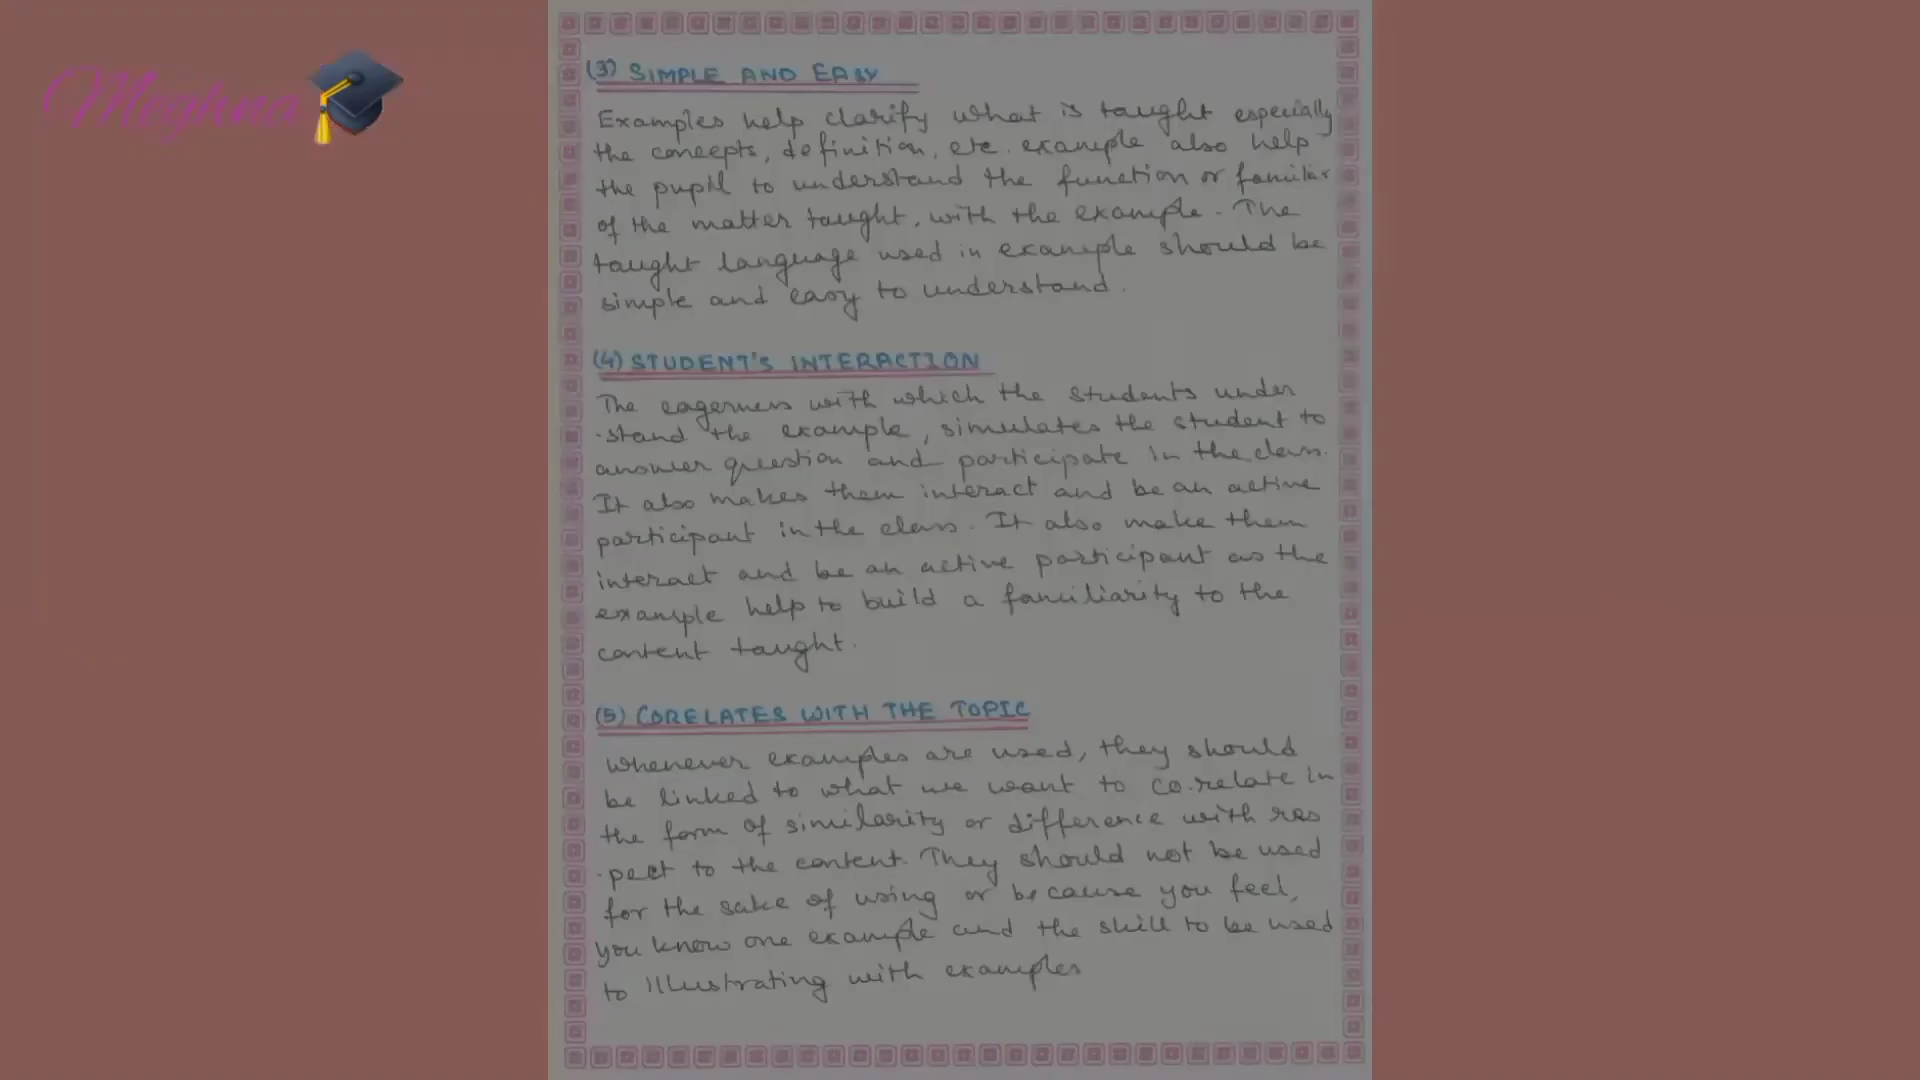 Meghna
(3) SIMPLE AND EASY
Examples help clarify what is taught especially
the concepts, definition, etc. example also help
the pupil to understand the function or familiar
of the matter taught, with the example. The
taught language used in example should be
simple and easy to understand.
(4) STUDENT'S INTERACTION
The eagerness with which the students under
-stand the example, simulates the student to
answer question and participate in the class.
It also makes them interact and be an active
participant in the class. It also make them
interact and be an active participant as the
example help to build a familiarity to the
content taught.
(5) CORELATES WITH THE TOPIC
Whenever examples are used, they should
be linked to what we want to co-relate in
the form of similarity or difference with res
-pect to the content. They should not be used
for the sake of using or because you feel,
you know one example and the skill to be used
to illustrating with examples